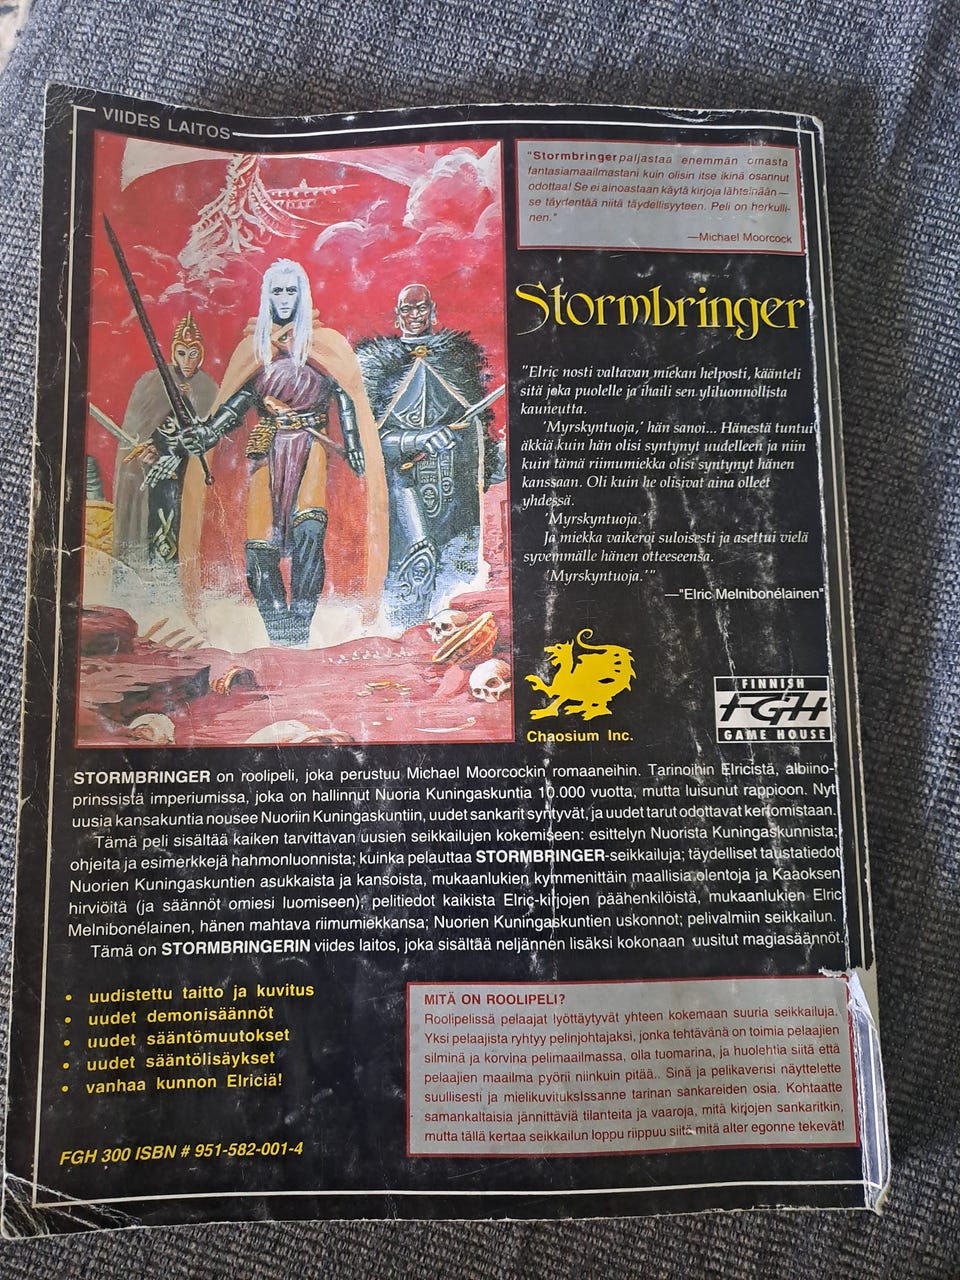 VIIDES LAITOS
"Stormbringer paljastaa enemmän omasta
fantasiamaailmastani kuin olisin itse ikinä osannut
odottaa! Se ei ainoastaan käytä kirjoja lähteinään —
se täydentää niitä täydellisyyteen. Peli on herkulli-
nen."
—Michael Moorcock
Stormbringer
"Elric nosti valtavan miekan helposti, käänteli
sitä joka puolelle ja ihaili sen yliluonnollista
kauneutta.
'Myrskyntuoja,' hän sanoi... Hänestä tuntui
äkkiä kuin hän olisi syntynyt uudelleen ja niin
kuin tämä riimumiekka olisi syntynyt hänen
kanssaan. Oli kuin he olisivat aina olleet
yhdessä.
'Myrskyntuoja.'
Ja miekka vaikeroi suloisesti ja asettui vielä
syvemmälle hänen otteeseensa.
'Myrskyntuoja.'"
—"Elric Melnibonélainen"
Chaosium Inc.
FINNISH
FGH
GAME HOUSE
STORMBRINGER on roolipeli, joka perustuu Michael Moorcockin romaaneihin. Tarinoihin Elricistä, albiino-
prinssistä imperiumissa, joka on hallinnut Nuoria Kuningaskuntia 10.000 vuotta, mutta luisunut rappioon. Nyt
uusia kansakuntia nousee Nuoriin Kuningaskuntiin, uudet sankarit syntyvät, ja uudet tarut odottavat kertomistaan.
Tämä peli sisältää kaiken tarvittavan uusien seikkailujen kokemiseen: esittelyn Nuorista Kuningaskunnista;
ohjeita ja esimerkkejä hahmonluonnista; kuinka pelauttaa STORMBRINGER-seikkailuja; täydelliset taustatiedot
Nuorien Kuningaskuntien asukkaista ja kansoista, mukaanlukien kymmenittäin maallisia olentoja ja Kaaoksen
hirviöitä (ja säännöt omiesi luomiseen); pelitiedot kaikista Elric-kirjojen päähenkilöistä, mukaanlukien Elric
Melnibonélainen, hänen mahtava riimumiekkansa; Nuorien Kuningaskuntien uskonnot; pelivalmiin seikkailun.
Tämä on STORMBRINGERIN viides laitos, joka sisältää neljännen lisäksi kokonaan uusitut magiasäännöt.
• uudistettu taitto ja kuvitus
• uudet demonisäännöt
• uudet sääntömuutokset
• uudet sääntölisäykset
• vanhaa kunnon Elriciä!
FGH 300 ISBN # 951-582-001-4
MITÄ ON ROOLIPELI?
Roolipelissä pelaajat lyöttäytyvät yhteen kokemaan suuria seikkailuja.
Yksi pelaajista ryhtyy pelinjohtajaksi, jonka tehtävänä on toimia pelaajien
silminä ja korvina pelimaailmassa, olla tuomarina, ja huolehtia siitä että
pelaajien maailma pyörii niinkuin pitää.. Sinä ja pelikaverisi näyttelette
suullisesti ja mielikuvitukslssanne tarinan sankareiden osia. Kohtaatte
samankaltaisia jännittäviä tilanteita ja vaaroja, mitä kirjojen sankaritkin,
mutta tällä kertaa seikkailun loppu riippuu siitä mitä alter egonne tekevät!